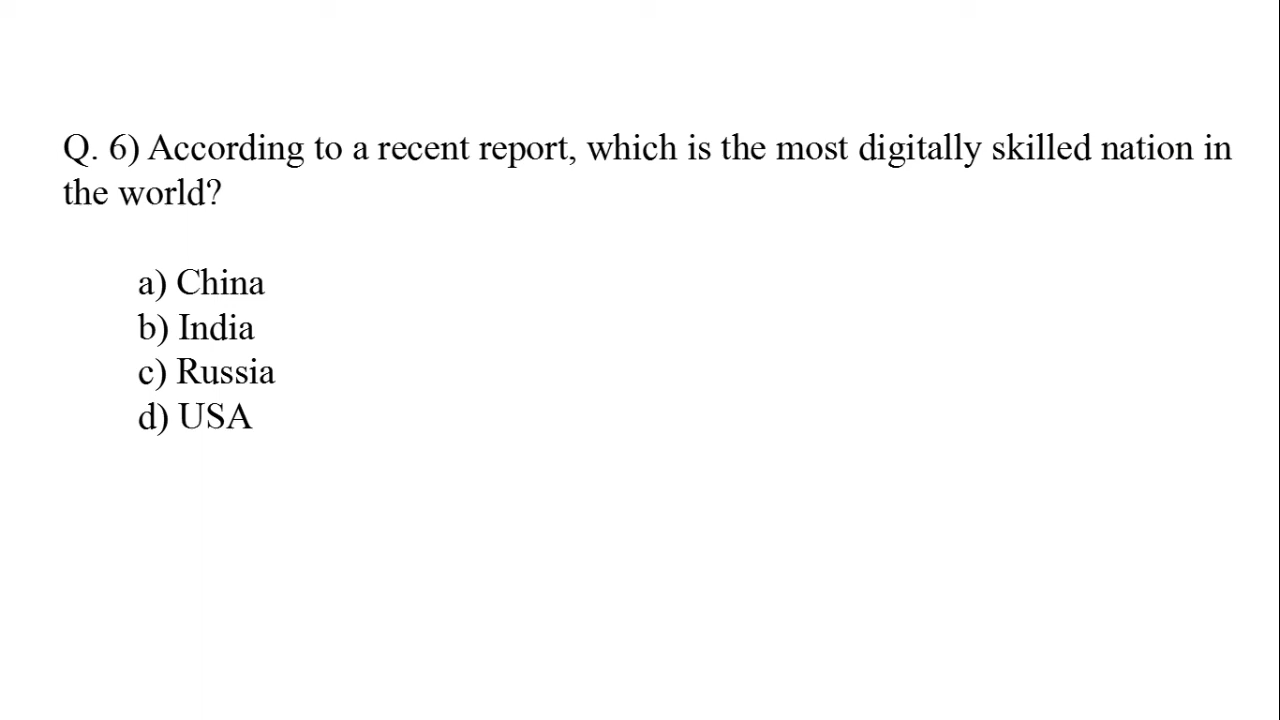 Q. 6) According to a recent report, which is the most digitally skilled nation in
the world?
a) China
b) India
c) Russia
d) USA